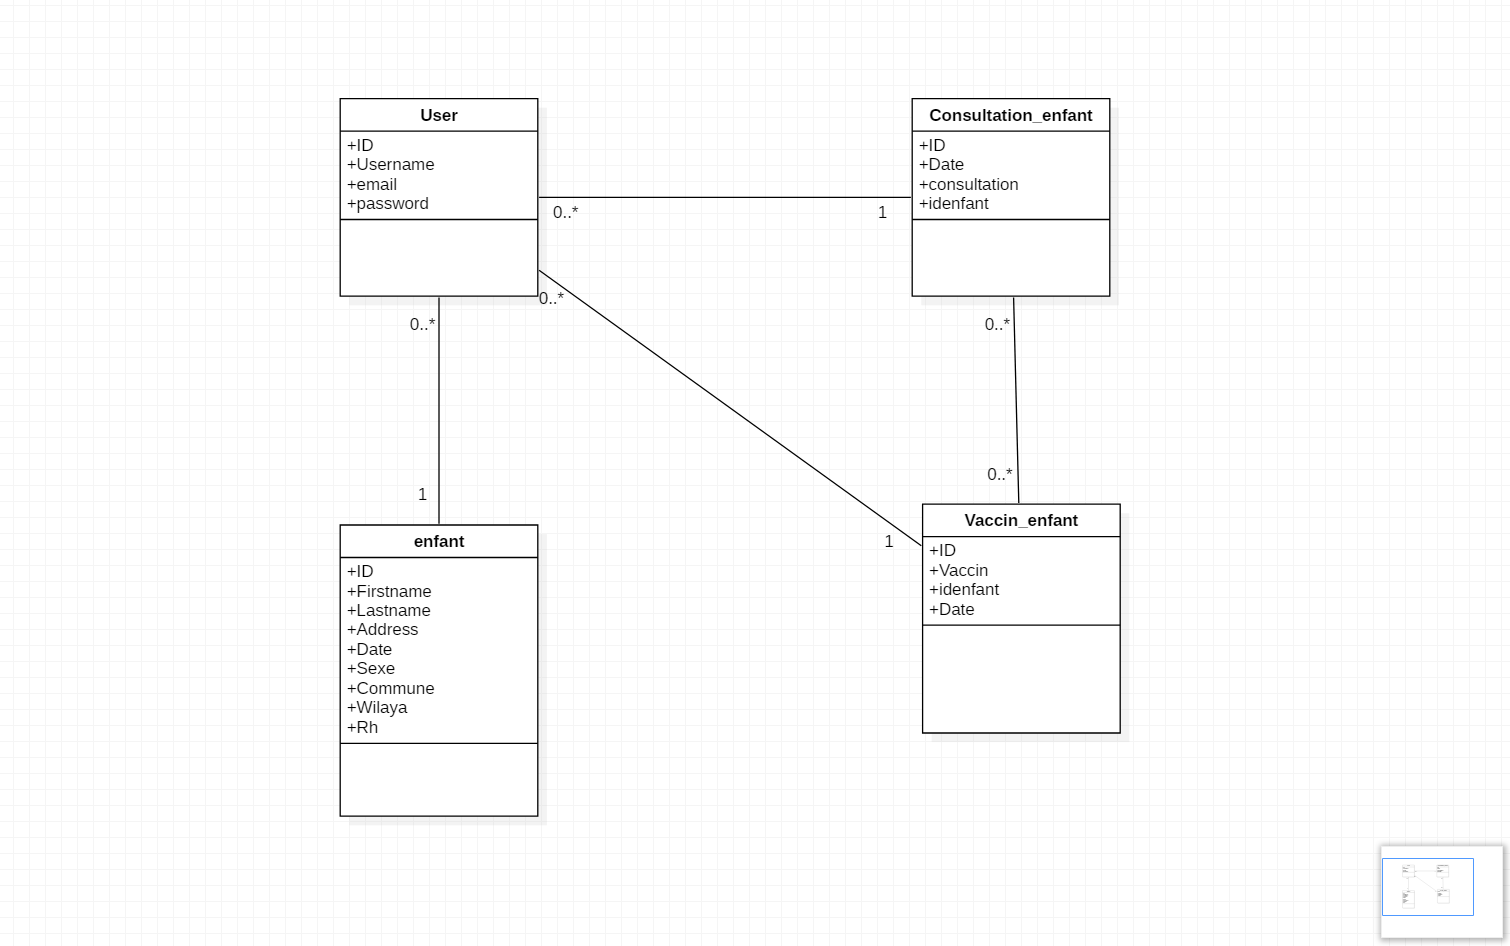 User
+ID
+Username
+email
+password
Consultation_enfant
+ID
+Date
+consultation
+idenfant
0..*
1
0..*
0..*
1
0..*
0..*
1
enfant
+ID
+Firstname
+Lastname
+Address
+Date
+Sexe
+Commune
+Wilaya
+Rh
Vaccin_enfant
+ID
+Vaccin
+idenfant
+Date